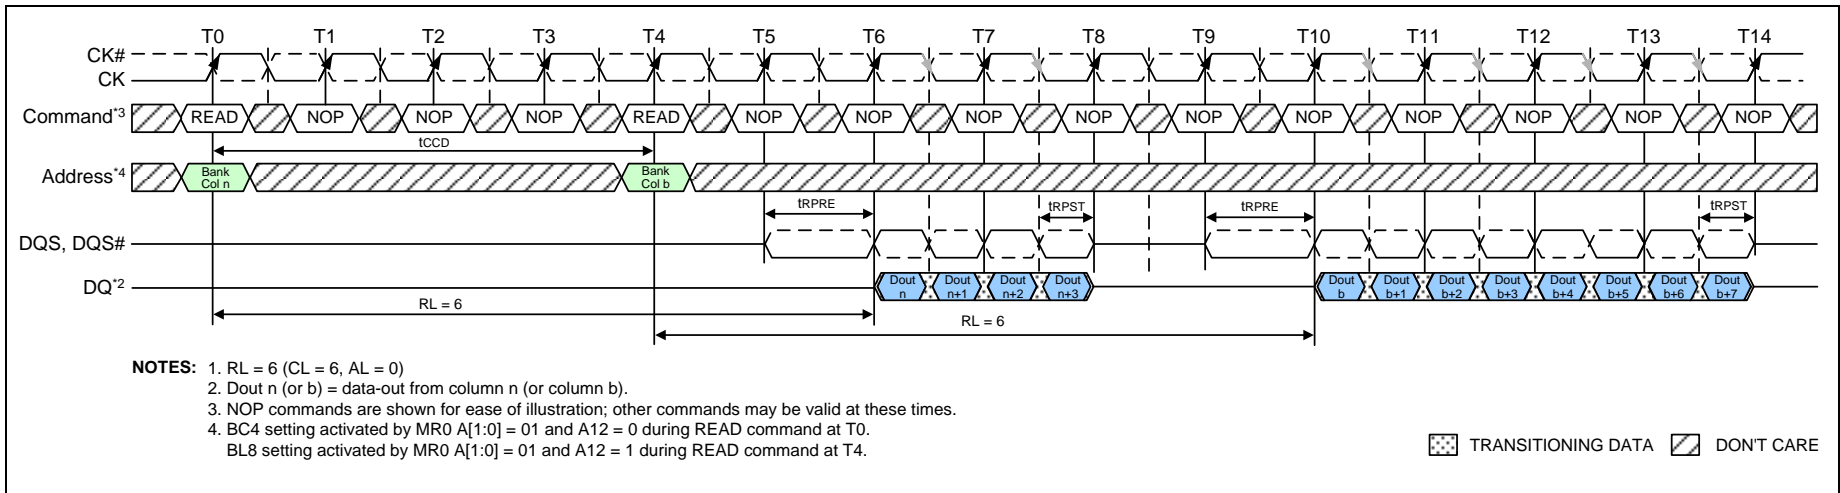 T0 T1 T2 T3 T4 T5 T6 T7 T8 T9 T10 T11 T12 T13 T14
CK#
CK
Command*3 READ NOP NOP NOP READ NOP NOP NOP NOP NOP NOP NOP NOP NOP NOP
tCCD
Address*4 Bank Col n Bank Col b
tRPRE tRPST tRPRE tRPST
DQS, DQS#
DQ*2 Dout n Dout n+1 Dout n+2 Dout n+3 Dout b Dout b+1 Dout b+2 Dout b+3 Dout b+4 Dout b+5 Dout b+6 Dout b+7
RL = 6
RL = 6
NOTES: 1. RL = 6 (CL = 6, AL = 0)
2. Dout n (or b) = data-out from column n (or column b).
3. NOP commands are shown for ease of illustration; other commands may be valid at these times.
4. BC4 setting activated by MR0 A[1:0] = 01 and A12 = 0 during READ command at T0.
BL8 setting activated by MR0 A[1:0] = 01 and A12 = 1 during READ command at T4.
TRANSITIONING DATA DON'T CARE